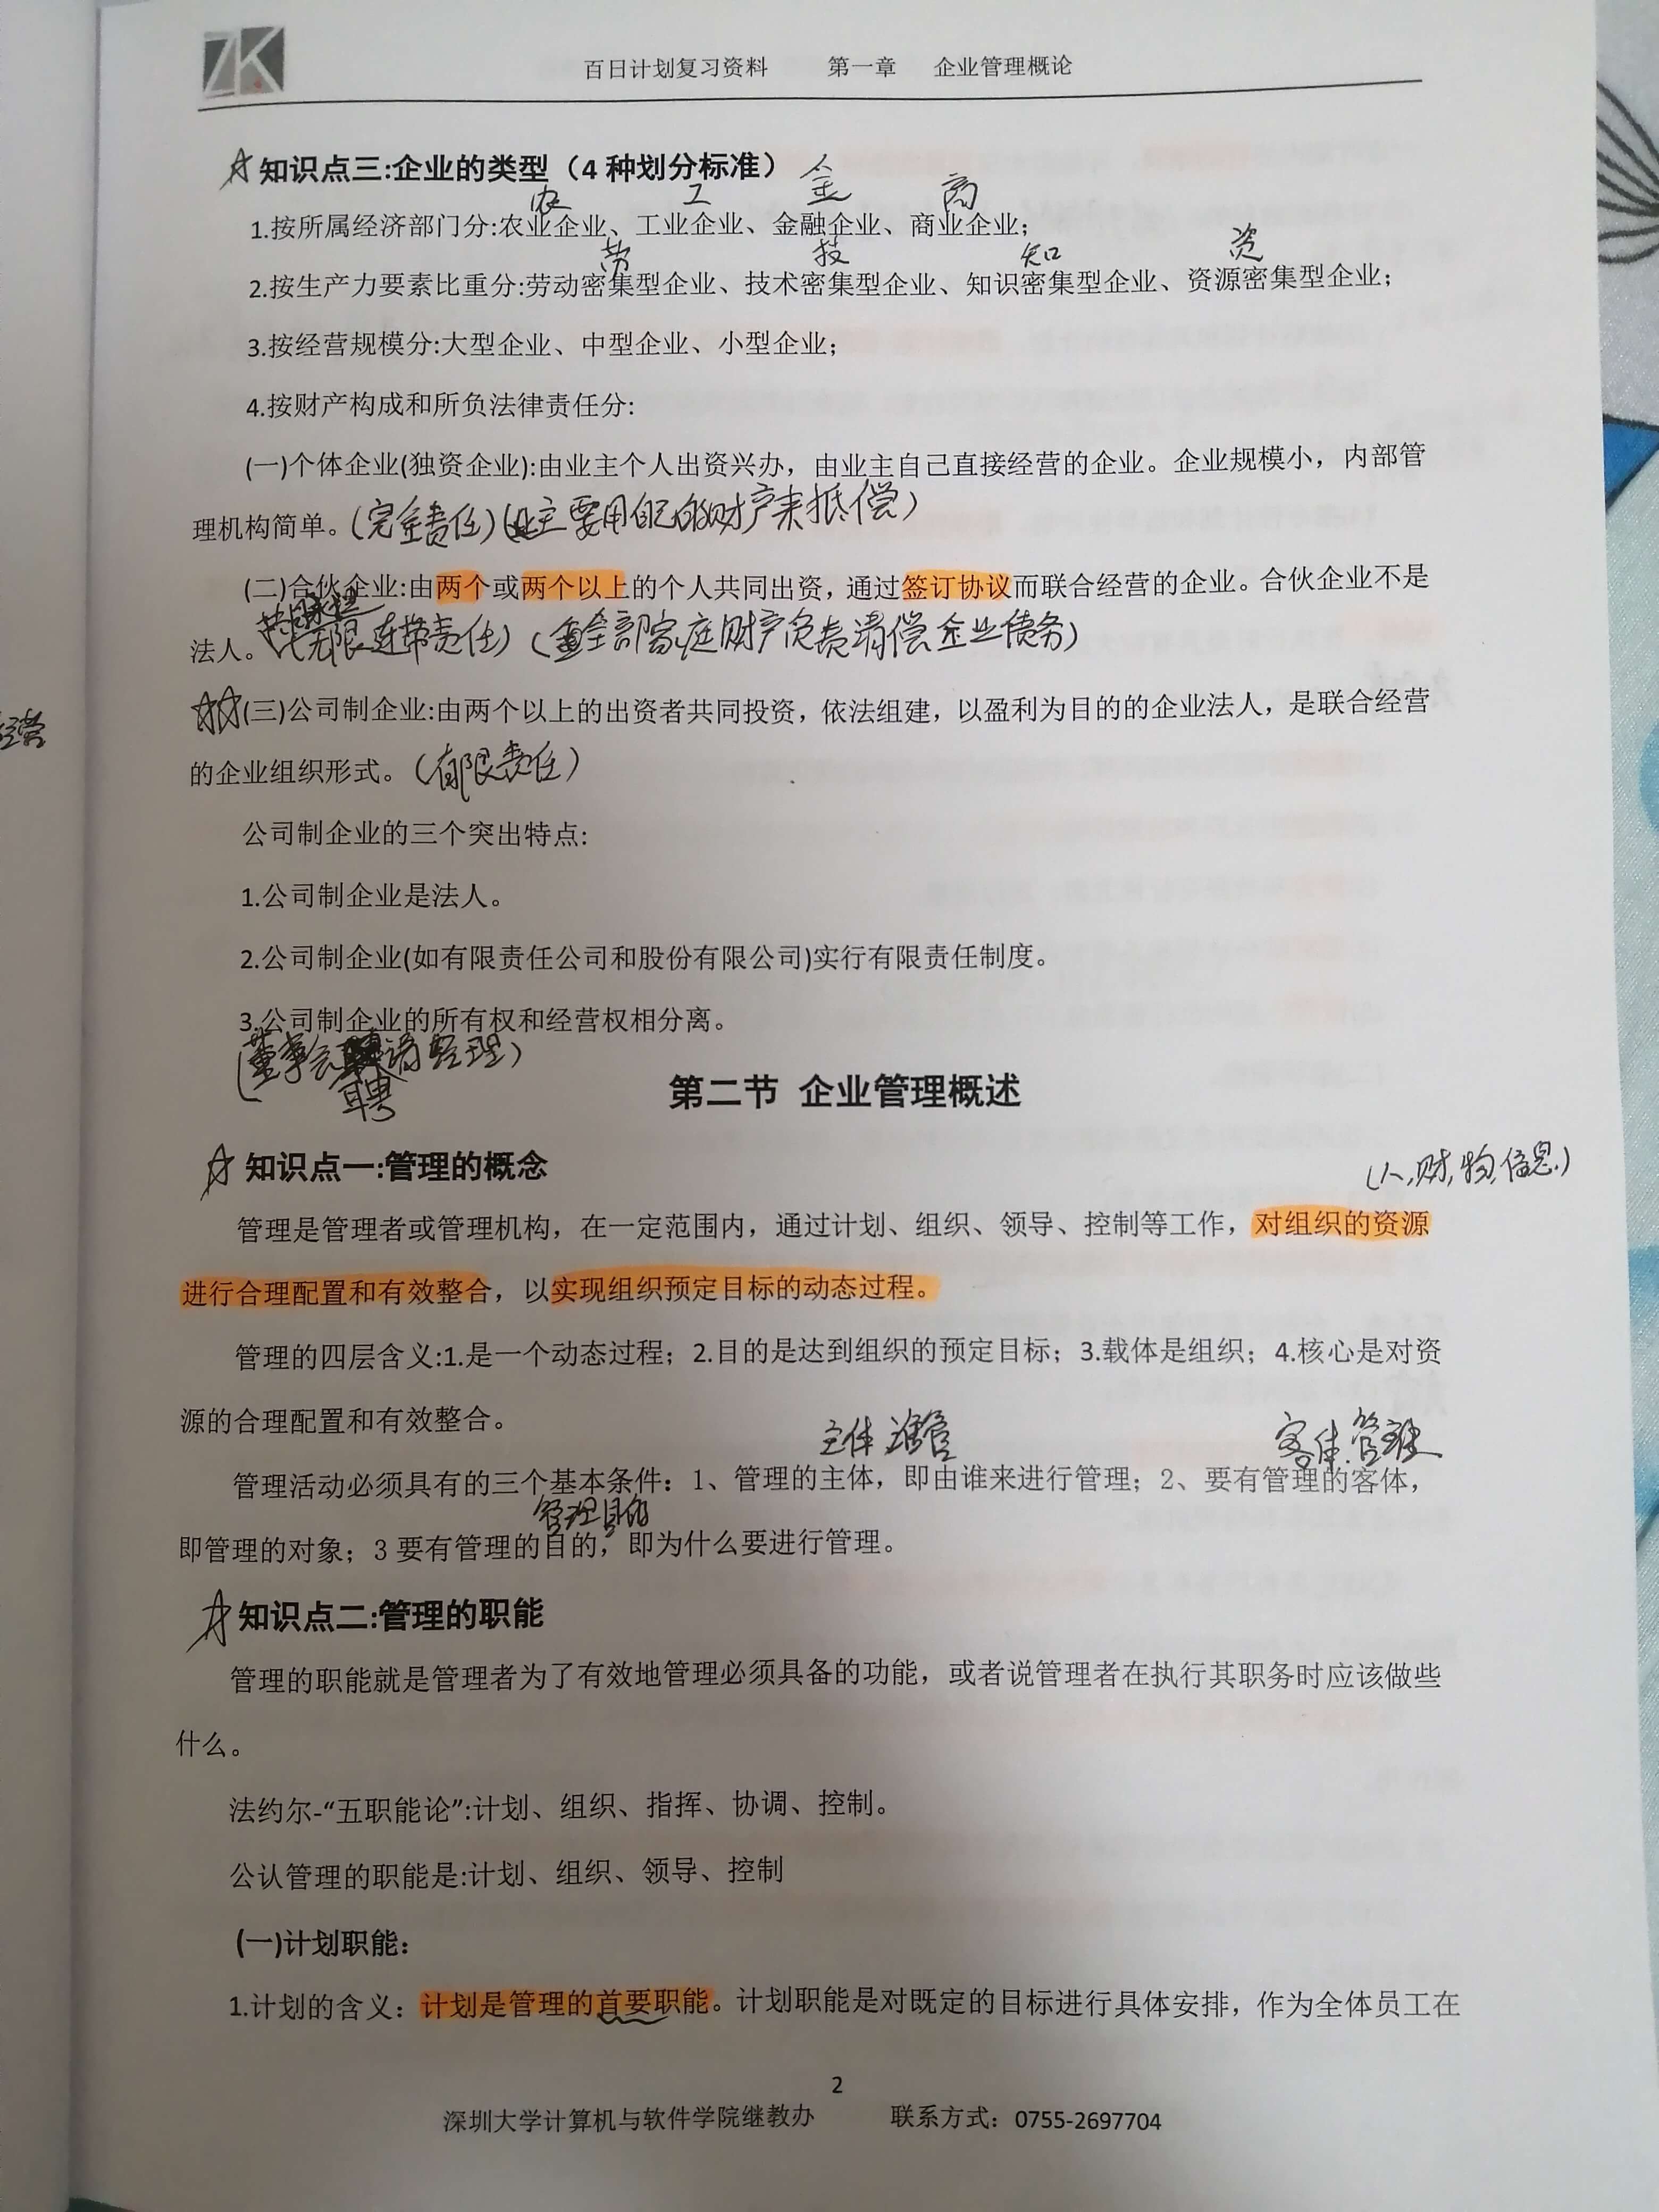 ZK
百日计划复习资料 第一章 企业管理概论
知识点三:企业的类型（4 种划分标准）
农 工 金 商
1.按所属经济部门分:农业企业、工业企业、金融企业、商业企业；
劳 技 知 资
2.按生产力要素比重分:劳动密集型企业、技术密集型企业、知识密集型企业、资源密集型企业；
3.按经营规模分:大型企业、中型企业、小型企业；
4.按财产构成和所负法律责任分:
(一)个体企业(独资企业):由业主个人出资兴办，由业主自己直接经营的企业。企业规模小，内部管
理机构简单。(完全责任)(业主要用自己的财产来抵偿)
(二)合伙企业:由两个或两个以上的个人共同出资，通过签订协议而联合经营的企业。合伙企业不是
法人。(无限连带责任)(全部家庭财产负责清偿企业债务)
(三)公司制企业:由两个以上的出资者共同投资，依法组建，以盈利为目的的企业法人，是联合经营
经营
的企业组织形式。(有限责任)
公司制企业的三个突出特点:
1.公司制企业是法人。
2.公司制企业(如有限责任公司和股份有限公司)实行有限责任制度。
3.公司制企业的所有权和经营权相分离。
(董事会聘请经理)
第二节 企业管理概述
知识点一:管理的概念
(人,财,物,信息)
管理是管理者或管理机构，在一定范围内，通过计划、组织、领导、控制等工作，对组织的资源
进行合理配置和有效整合，以实现组织预定目标的动态过程。
管理的四层含义:1.是一个动态过程；2.目的是达到组织的预定目标；3.载体是组织；4.核心是对资
源的合理配置和有效整合。
主体 谁管 客体.管谁
管理活动必须具有的三个基本条件：1、管理的主体，即由谁来进行管理；2、要有管理的客体，
管理目的
即管理的对象；3 要有管理的目的，即为什么要进行管理。
知识点二:管理的职能
管理的职能就是管理者为了有效地管理必须具备的功能，或者说管理者在执行其职务时应该做些
什么。
法约尔-“五职能论”:计划、组织、指挥、协调、控制。
公认管理的职能是:计划、组织、领导、控制
(一)计划职能：
1.计划的含义：计划是管理的首要职能。计划职能是对既定的目标进行具体安排，作为全体员工在
2
深圳大学计算机与软件学院继教办 联系方式：0755-2697704